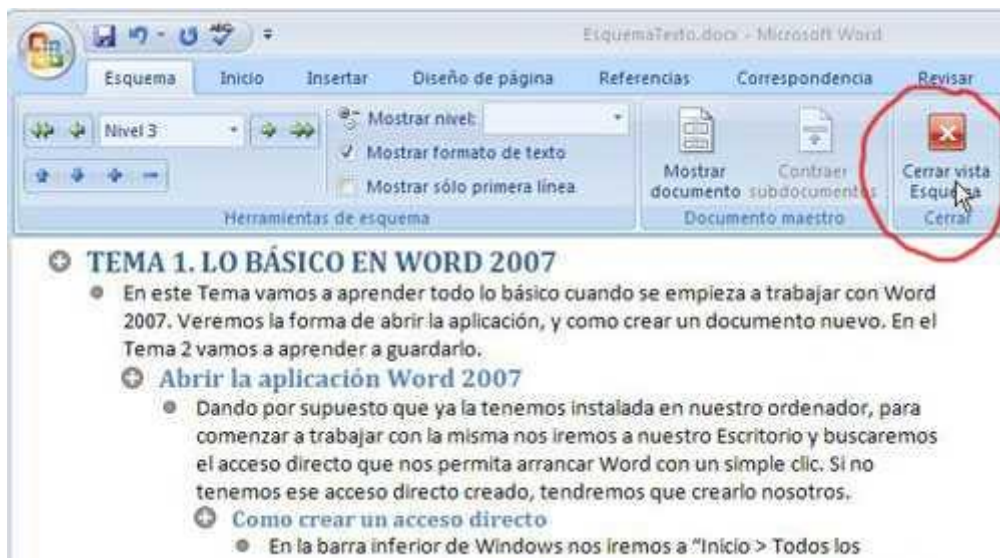 EsquemaTexto.docx - Microsoft Word
Esquema Inicio Insertar Diseño de página Referencias Correspondencia Revisar
Nivel 3
Mostrar nivel:
Mostrar formato de texto
Mostrar sólo primera línea
Mostrar documento
Contraer subdocumentos
Cerrar vista Esquema
Herramientas de esquema Documento maestro Cerrar
TEMA 1. LO BÁSICO EN WORD 2007
En este Tema vamos a aprender todo lo básico cuando se empieza a trabajar con Word
2007. Veremos la forma de abrir la aplicación, y como crear un documento nuevo. En el
Tema 2 vamos a aprender a guardarlo.
Abrir la aplicación Word 2007
Dando por supuesto que ya la tenemos instalada en nuestro ordenador, para
comenzar a trabajar con la misma nos iremos a nuestro Escritorio y buscaremos
el acceso directo que nos permita arrancar Word con un simple clic. Si no
tenemos ese acceso directo creado, tendremos que crearlo nosotros.
Como crear un acceso directo
En la barra inferior de Windows nos iremos a "Inicio > Todos los